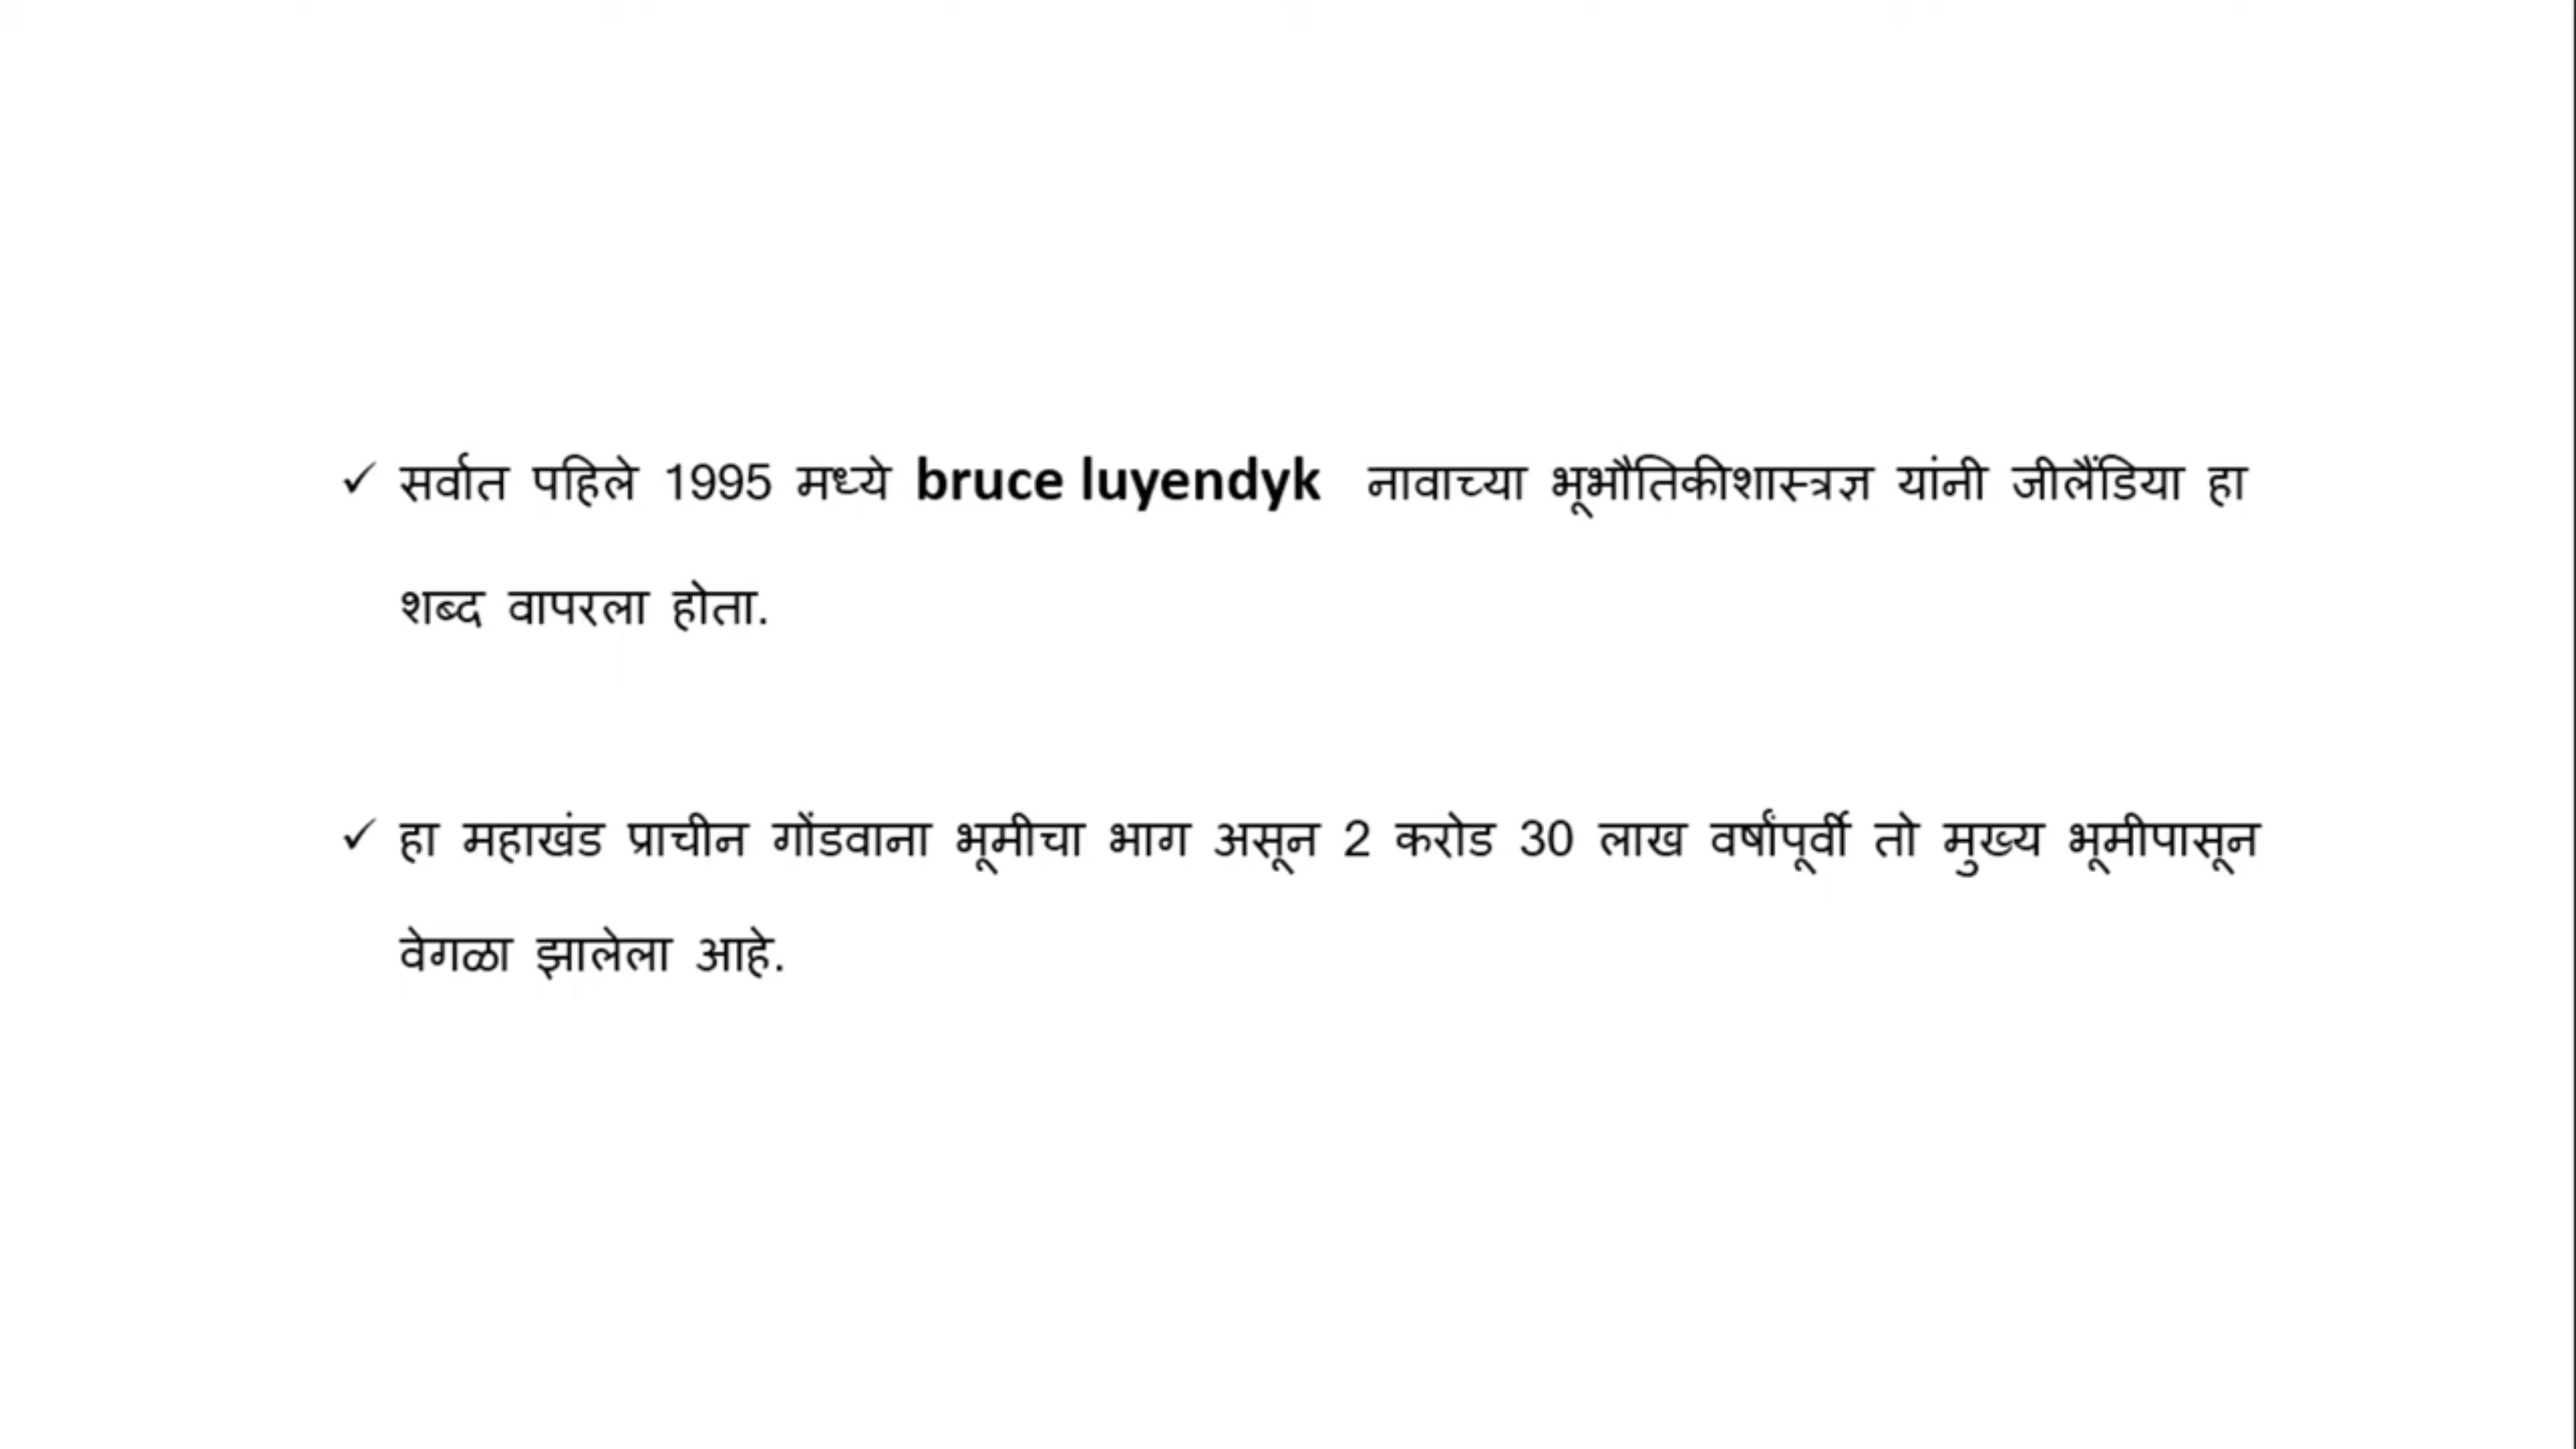 ✓ सर्वात पहिले 1995 मध्ये bruce luyendyk नावाच्या भूभौतिकीशास्त्रज्ञ यांनी जीलैंडिया हा
शब्द वापरला होता.
✓ हा महाखंड प्राचीन गोंडवाना भूमीचा भाग असून 2 करोड 30 लाख वर्षांपूर्वी तो मुख्य भूमीपासून
वेगळा झालेला आहे.